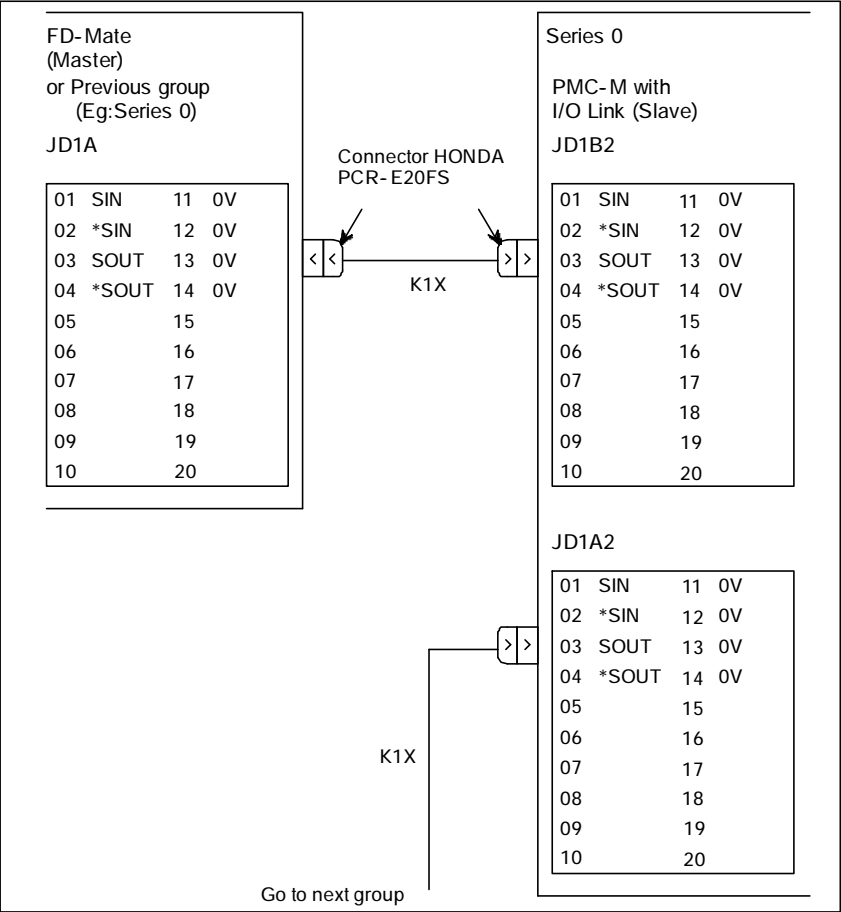 FD-Mate
(Master)
or Previous group
(Eg:Series 0)
JD1A
01 SIN 11 0V
02 *SIN 12 0V
03 SOUT 13 0V
04 *SOUT 14 0V
05 15
06 16
07 17
08 18
09 19
10 20
Connector HONDA
PCR-E20FS
K1X
Series 0
PMC-M with
I/O Link (Slave)
JD1B2
01 SIN 11 0V
02 *SIN 12 0V
03 SOUT 13 0V
04 *SOUT 14 0V
05 15
06 16
07 17
08 18
09 19
10 20
JD1A2
01 SIN 11 0V
02 *SIN 12 0V
03 SOUT 13 0V
04 *SOUT 14 0V
05 15
06 16
07 17
08 18
09 19
10 20
K1X
Go to next group